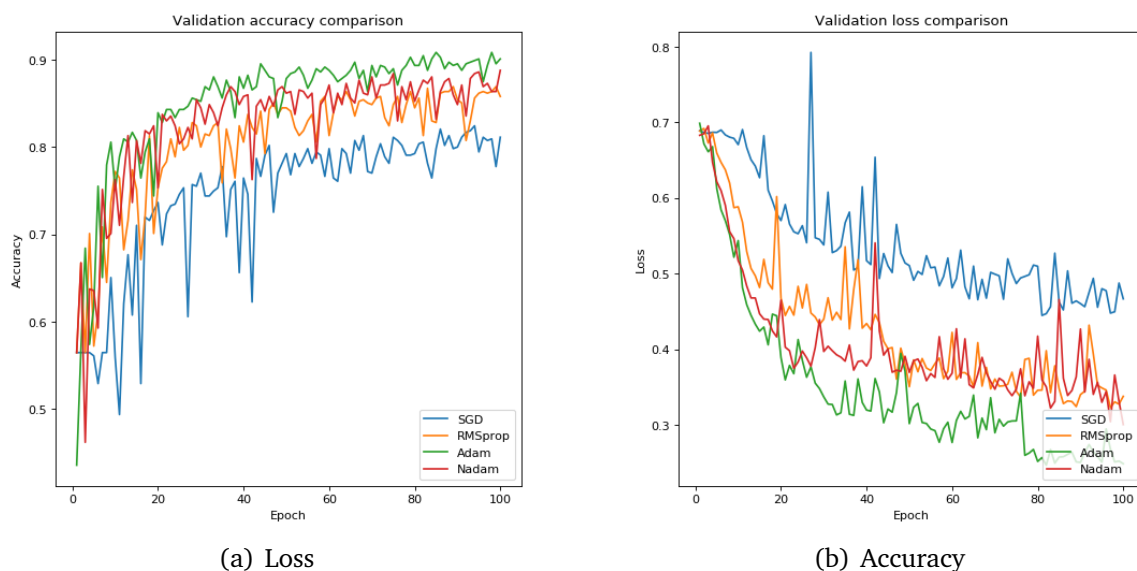 Validation accuracy comparison
Accuracy
0.9
0.8
0.7
0.6
0.5
0 20 40 60 80 100
Epoch
SGD
RMSprop
Adam
Nadam
(a) Loss
Validation loss comparison
Loss
0.8
0.7
0.6
0.5
0.4
0.3
0 20 40 60 80 100
Epoch
SGD
RMSprop
Adam
Nadam
(b) Accuracy